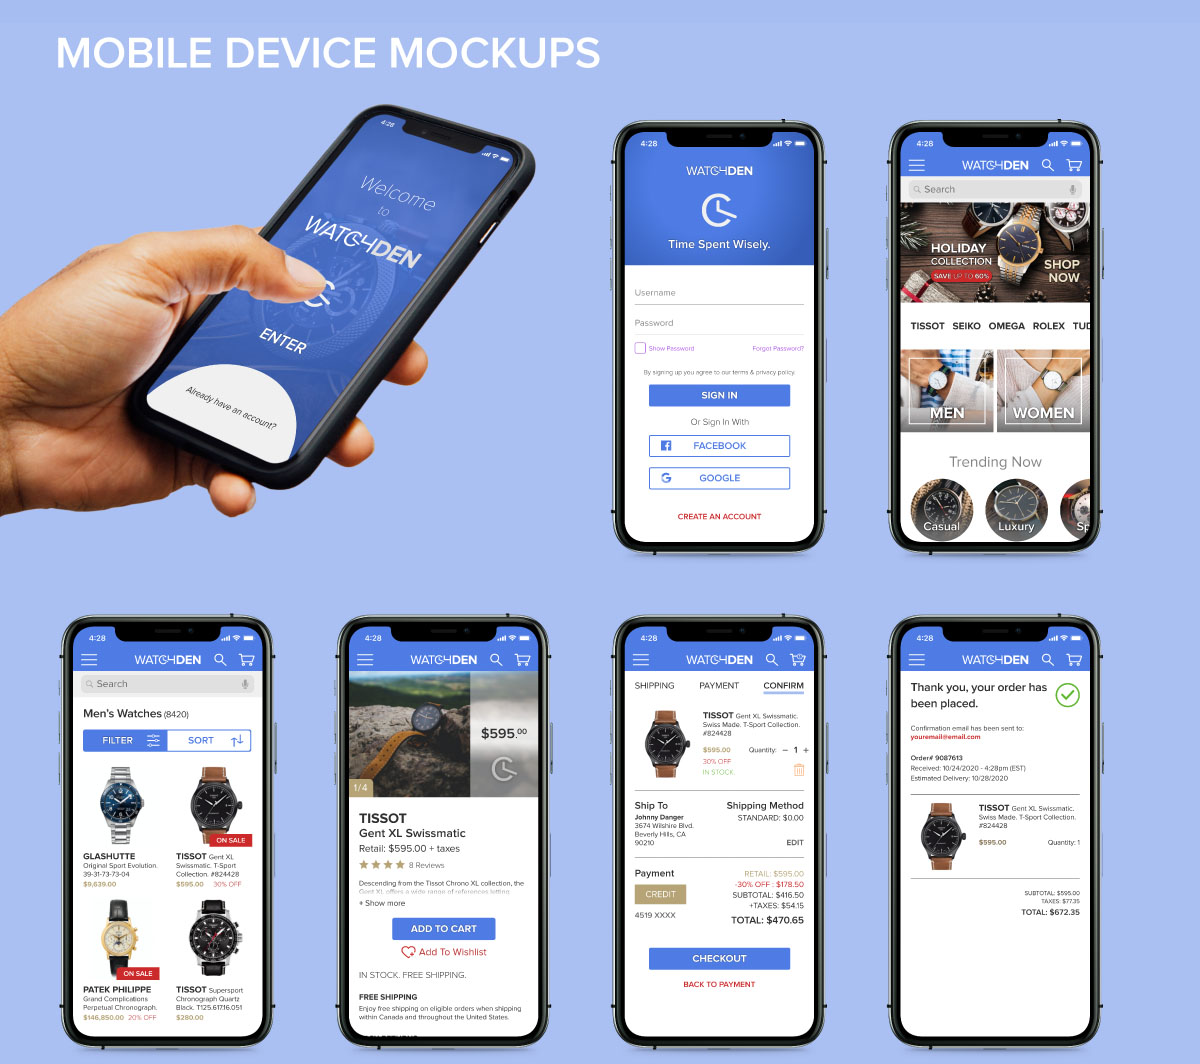 MOBILE DEVICE MOCKUPS
4:28
Welcome
to
WATCHDEN
ENTER
Already have an account?
4:28
WATCHDEN
Time Spent Wisely.
Username
Password
Show Password
Forgot Password?
By signing up you agree to our terms & privacy policy.
SIGN IN
Or Sign In With
FACEBOOK
GOOGLE
CREATE AN ACCOUNT
4:28
WATCHDEN
Search
HOLIDAY
COLLECTION
SAVE UP TO 60%
SHOP
NOW
TISSOT SEIKO OMEGA ROLEX TUD
MEN
WOMEN
Trending Now
Casual
Luxury
Sp
4:28
WATCHDEN
Search
Men's Watches (8420)
FILTER
SORT
ON SALE
GLASHUTTE
Original Sport Evolution.
39-31-73-73-04
$9,639.00
TISSOT Gent XL
Swissmatic. T-Sport
Collection. #824428
$595.00 30% OFF
ON SALE
PATEK PHILIPPE
Grand Complications
Perpetual Chronograph.
$146,850.00 20% OFF
TISSOT Supersport
Chronograph Quartz
Black. T125.617.16.051
$280.00
4:28
WATCHDEN
$595.00
1/4
TISSOT
Gent XL Swissmatic
Retail: $595.00 + taxes
8 Reviews
Descending from the Tissot Chrono XL collection, the
Gent XL offers a wide range of references letting
+ Show more
ADD TO CART
Add To Wishlist
IN STOCK. FREE SHIPPING.
FREE SHIPPING
Enjoy free shipping on eligible orders when shipping
within Canada and throughout the United States.
4:28
WATCHDEN
SHIPPING
PAYMENT
CONFIRM
TISSOT Gent XL Swissmatic.
Swiss Made. T-Sport Collection.
#824428
$595.00
Quantity: − 1 +
30% OFF
IN STOCK.
Ship To
Johnny Danger
3674 Wilshire Blvd.
Beverly Hills, CA
90210
Shipping Method
STANDARD: $0.00
EDIT
Payment
CREDIT
4519 XXXX
RETAIL: $595.00
-30% OFF : $178.50
SUBTOTAL: $416.50
+TAXES: $54.15
TOTAL: $470.65
CHECKOUT
BACK TO PAYMENT
4:28
WATCHDEN
Thank you, your order has
been placed.
Confirmation email has been sent to:
youremail@email.com
Order# 9087613
Received: 10/24/2020 - 4:28pm (EST)
Estimated Delivery: 10/28/2020
TISSOT Gent XL Swissmatic.
Swiss Made. T-Sport Collection.
#824428
$595.00
Quantity: 1
SUBTOTAL: $595.00
TAXES: $77.35
TOTAL: $672.35